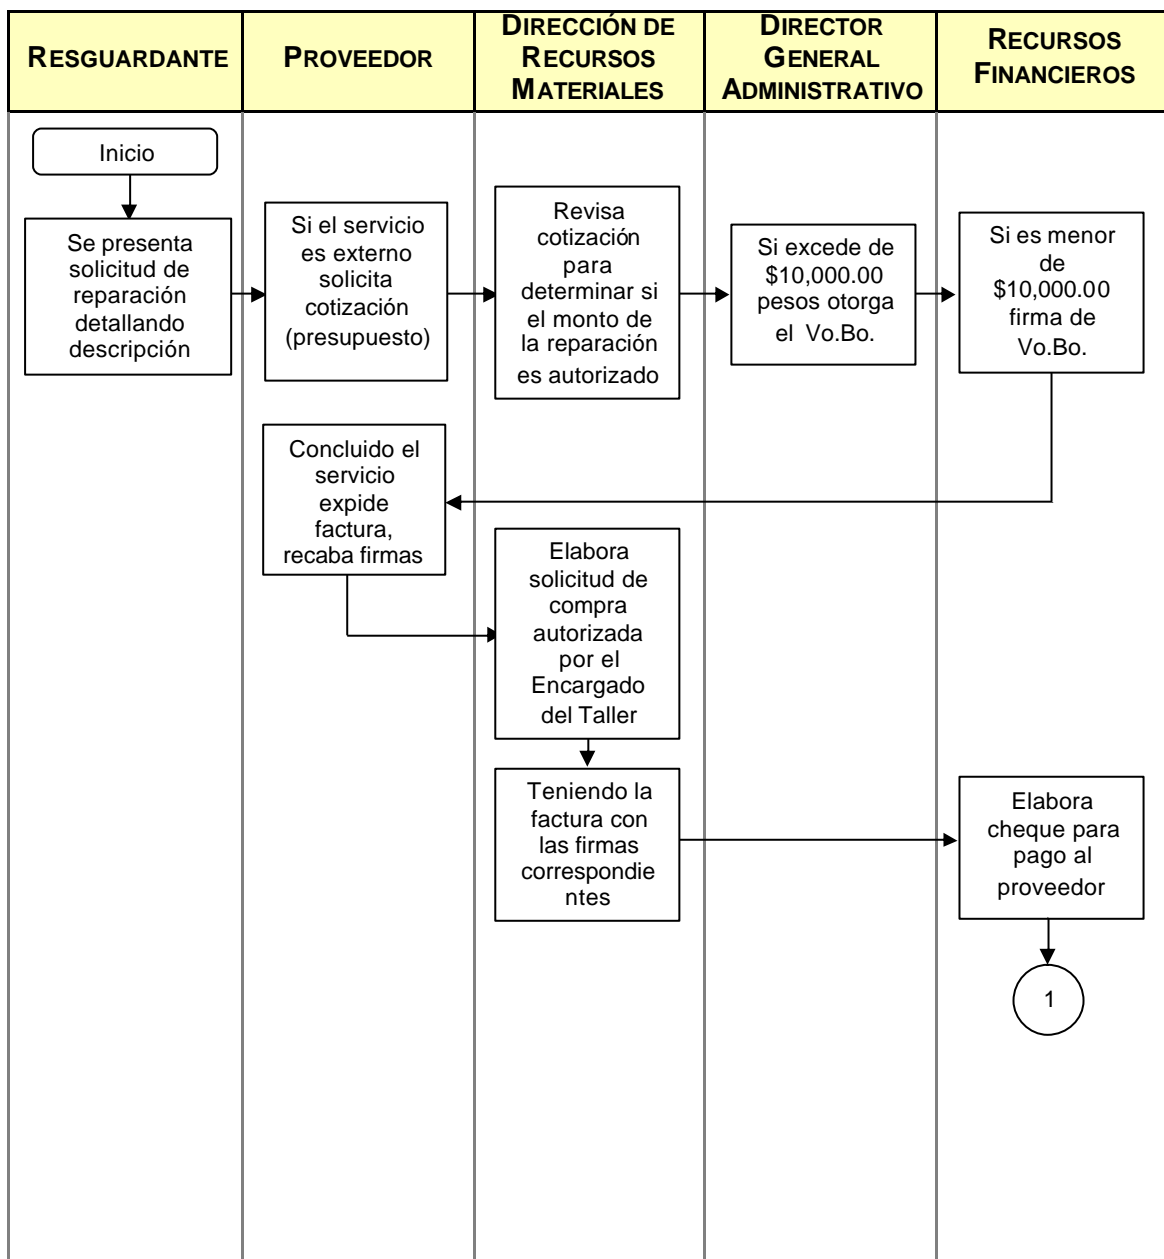 RESGUARDANTE
PROVEEDOR
DIRECCIÓN DE
RECURSOS
MATERIALES
DIRECTOR
GENERAL
ADMINISTRATIVO
RECURSOS
FINANCIEROS
Inicio
Se presenta
solicitud de
reparación
detallando
descripción
Si el servicio
es externo
solicita
cotización
(presupuesto)
Revisa
cotización
para
determinar si
el monto de
la reparación
es autorizado
Si excede de
$10,000.00
pesos otorga
el Vo.Bo.
Si es menor
de
$10,000.00
firma de
Vo.Bo.
Concluido el
servicio
expide
factura,
recaba firmas
Elabora
solicitud de
compra
autorizada
por el
Encargado
del Taller
Teniendo la
factura con
las firmas
correspondie
ntes
Elabora
cheque para
pago al
proveedor
1